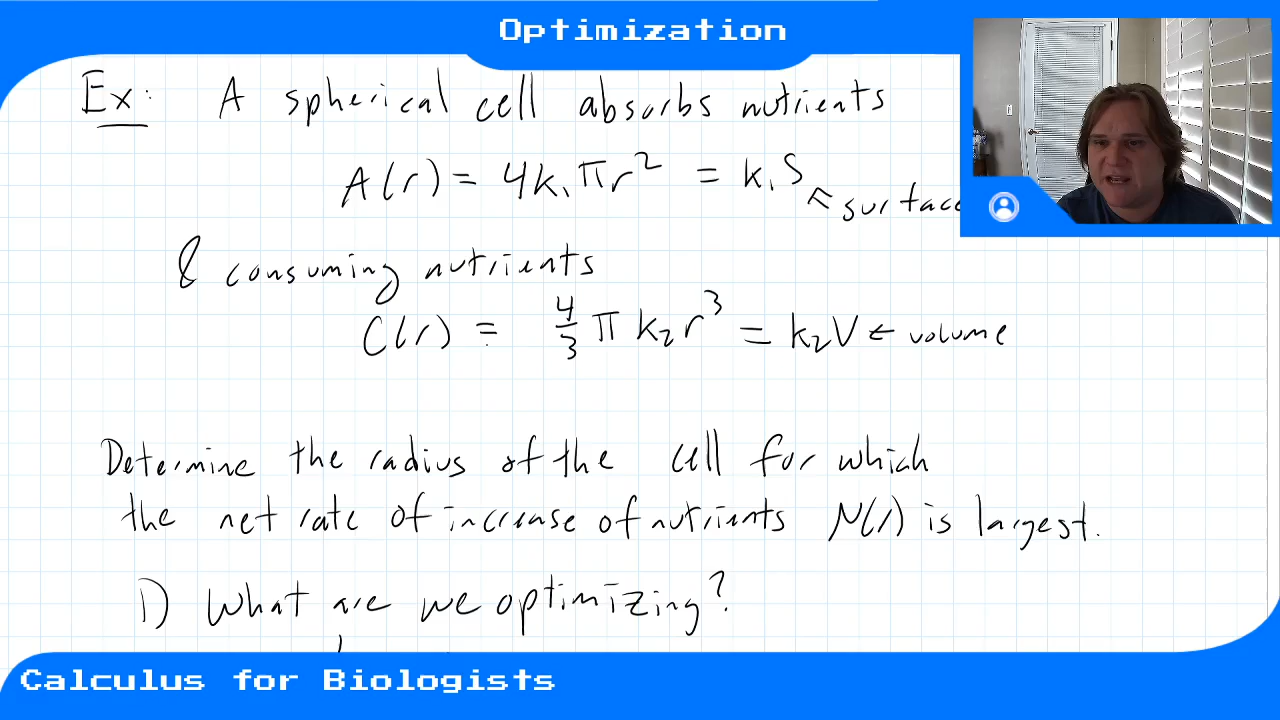 Optimization
Ex: A spherical cell absorbs nutrients
A(r) = 4k₁πr² = k₁S
↖ surface
& consuming nutrients
C(r) = 4/3 π k₂r³ = k₂V ← volume
Determine the radius of the cell for which
the net rate of increase of nutrients N(r) is largest.
1) What are we optimizing?
Calculus for Biologists